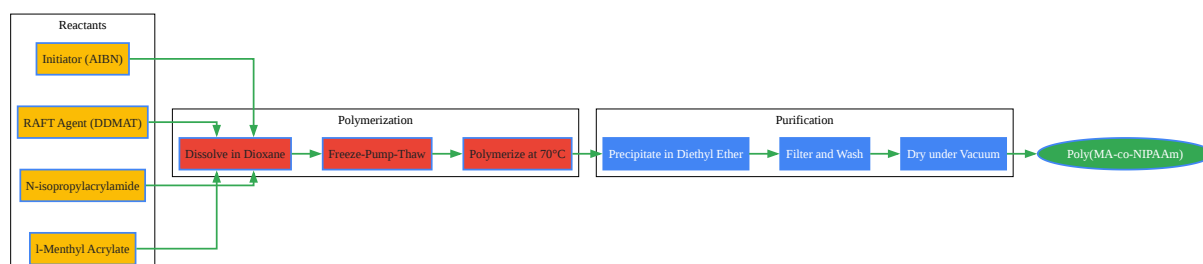 Reactants
Initiator (AIBN)
RAFT Agent (DDMAT)
N-isopropylacrylamide
l-Menthyl Acrylate
Polymerization
Dissolve in Dioxane
Freeze-Pump-Thaw
Polymerize at 70°C
Purification
Precipitate in Diethyl Ether
Filter and Wash
Dry under Vacuum
Poly(MA-co-NIPAAm)